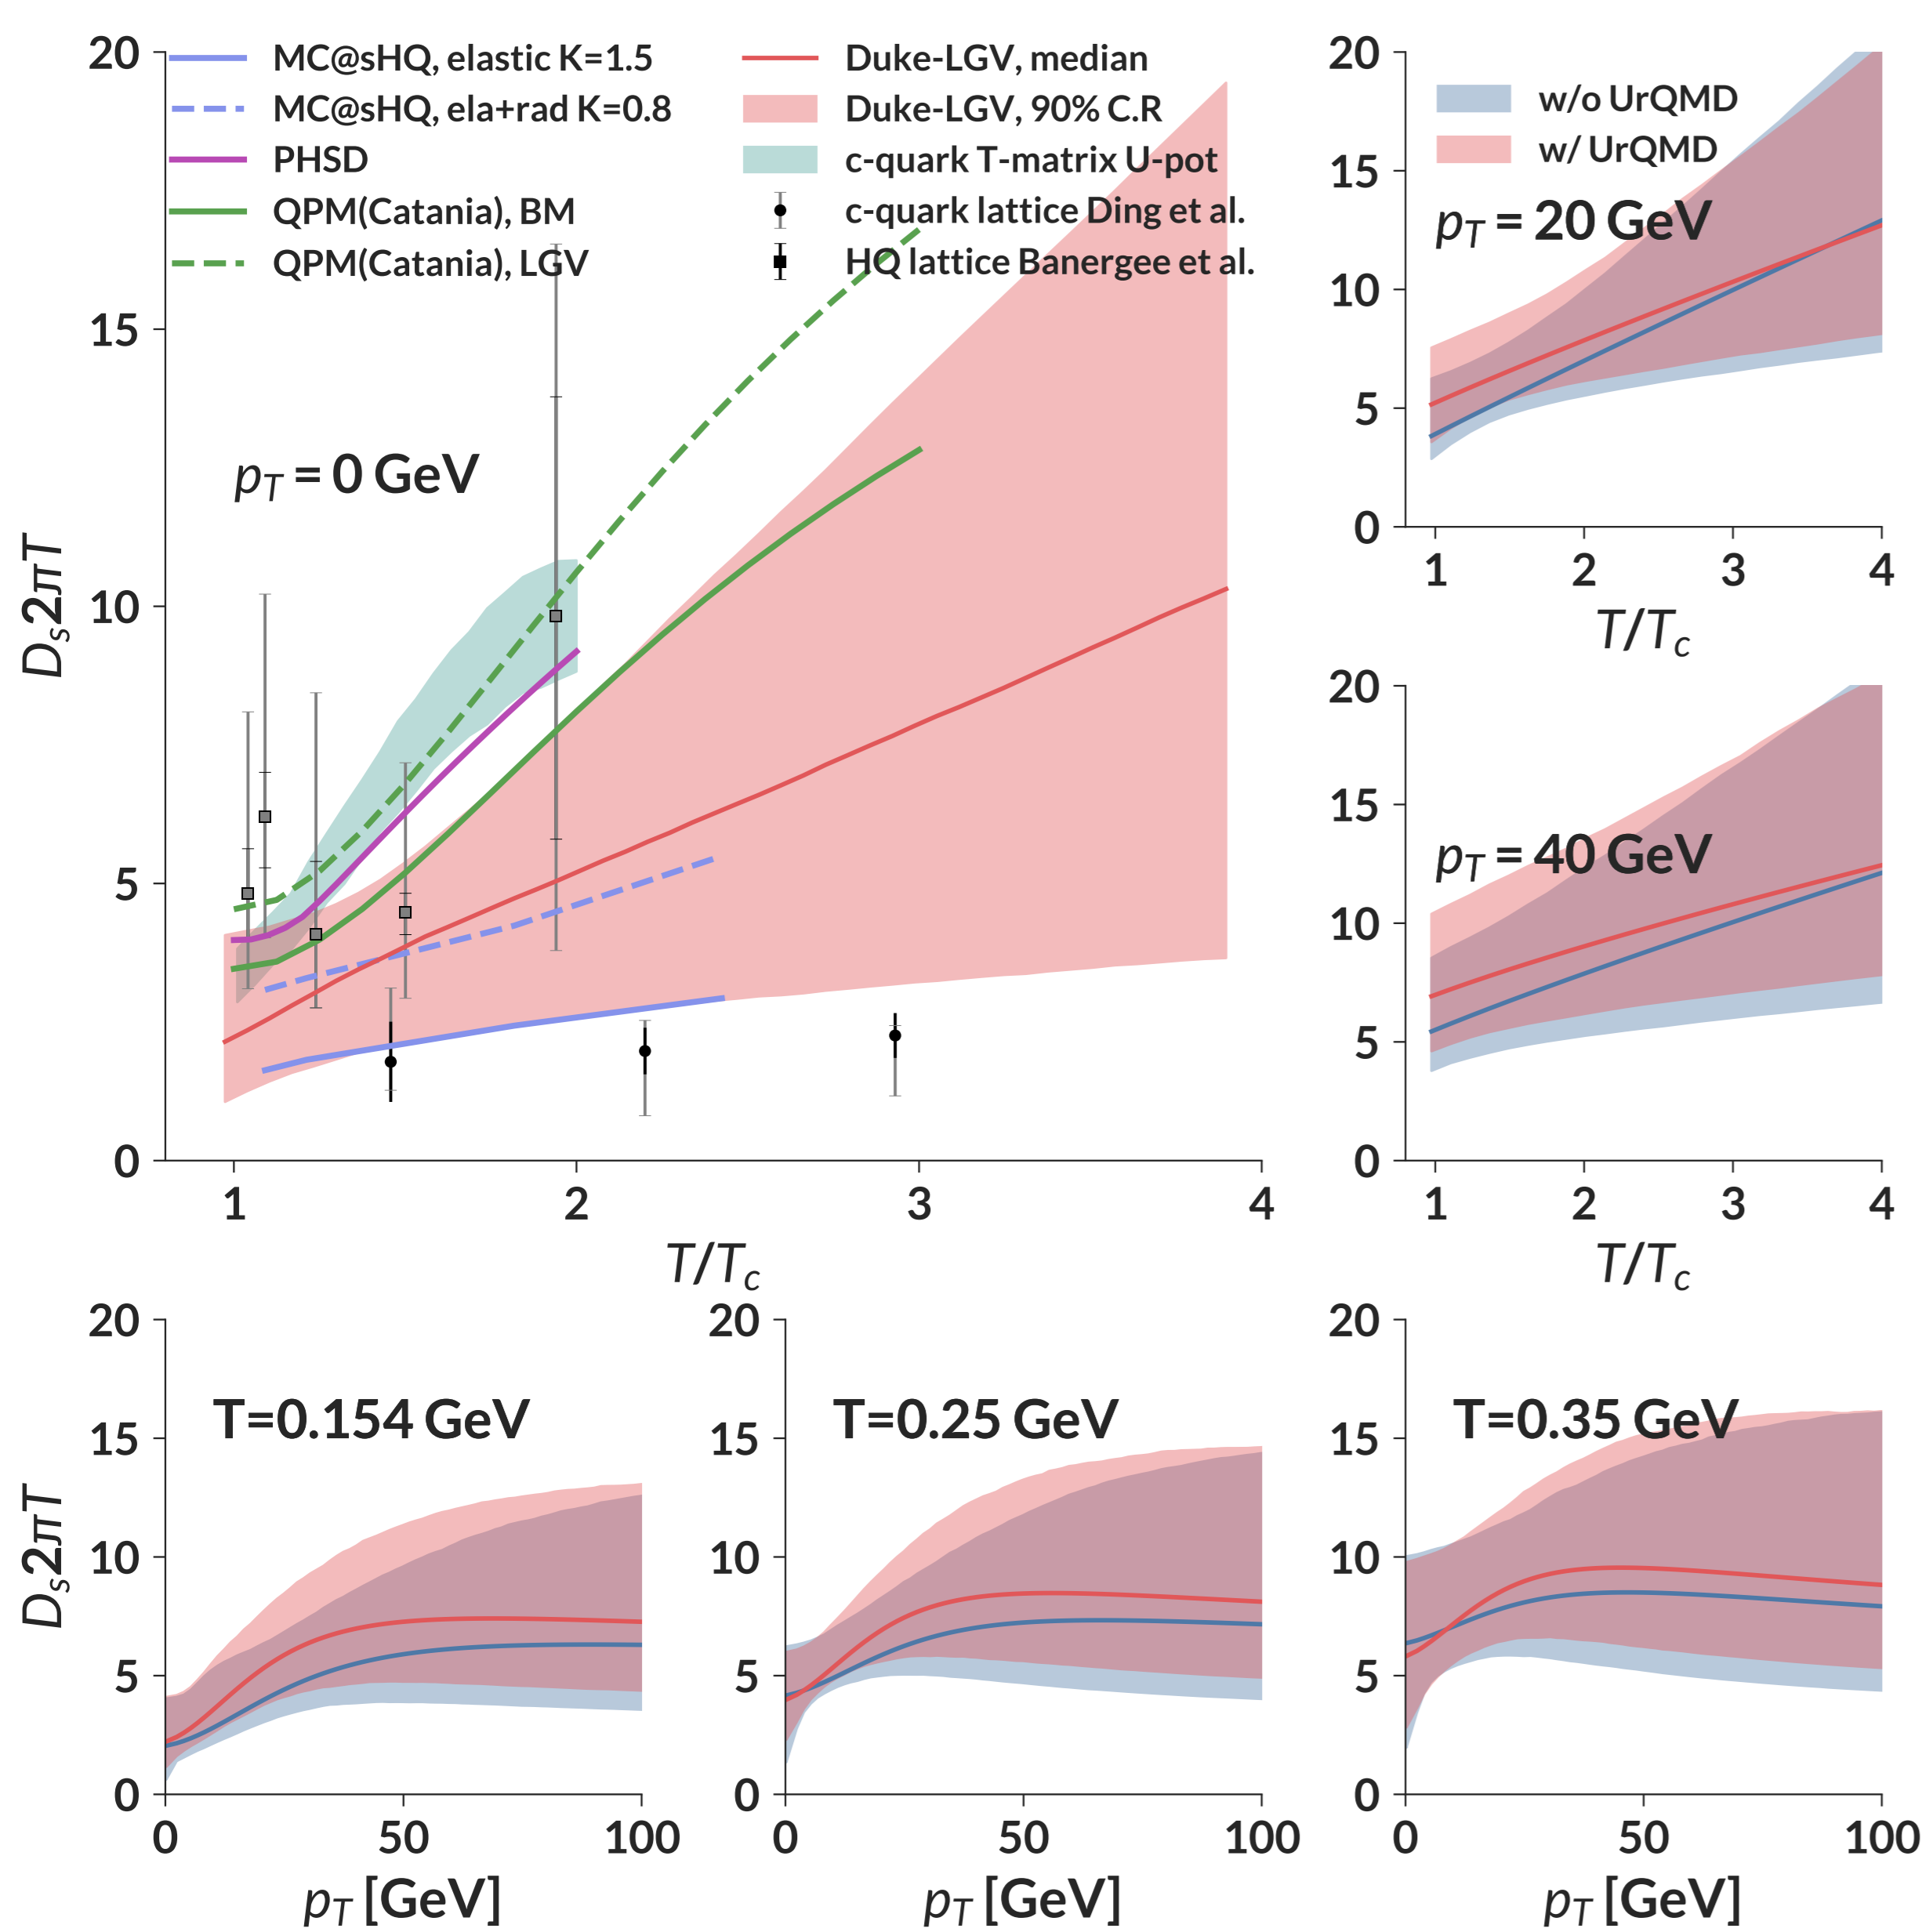 MC@sHQ, elastic K=1.5
MC@sHQ, ela+rad K=0.8
PHSD
QPM(Catania), BM
QPM(Catania), LGV
Duke-LGV, median
Duke-LGV, 90% C.R
c-quark T-matrix U-pot
c-quark lattice Ding et al.
HQ lattice Banergee et al.
p_T = 0 GeV
D_s2πT
20
15
10
5
0
1
2
3
4
T/T_c
w/o UrQMD
w/ UrQMD
p_T = 20 GeV
20
15
10
5
0
1
2
3
4
T/T_c
p_T = 40 GeV
20
15
10
5
0
1
2
3
4
T/T_c
T=0.154 GeV
D_s2πT
20
15
10
5
0
0
50
100
p_T [GeV]
T=0.25 GeV
20
15
10
5
0
0
50
100
p_T [GeV]
T=0.35 GeV
20
15
10
5
0
0
50
100
p_T [GeV]